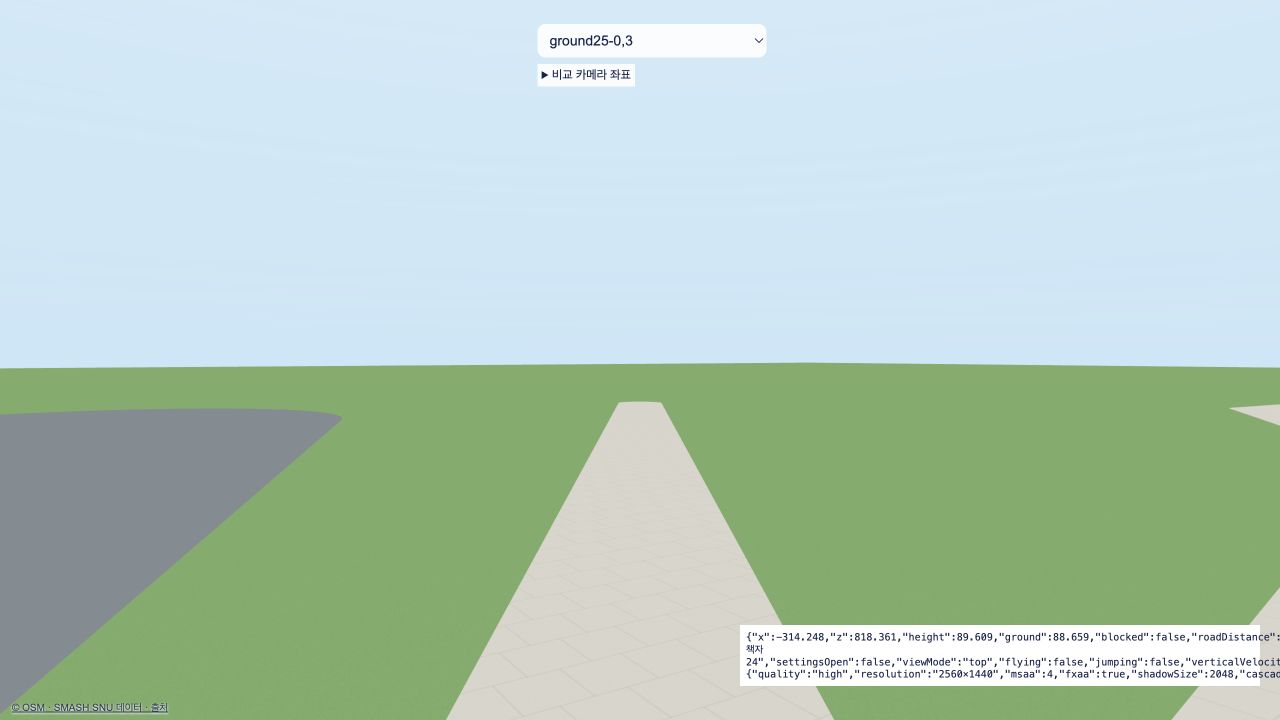 ground25-0,3
▶ 비교 카메라 좌표
{"x":−314.248,"z":818.361,"height":89.609,"ground":88.659,"blocked":false,"roadDistance":
책자
24","settingsOpen":false,"viewMode":"top","flying":false,"jumping":false,"verticalVelocit
{"quality":"high","resolution":"2560×1440","msaa":4,"fxaa":true,"shadowSize":2048,"cascad
© OSM · SMASH SNU 데이터 · 출처